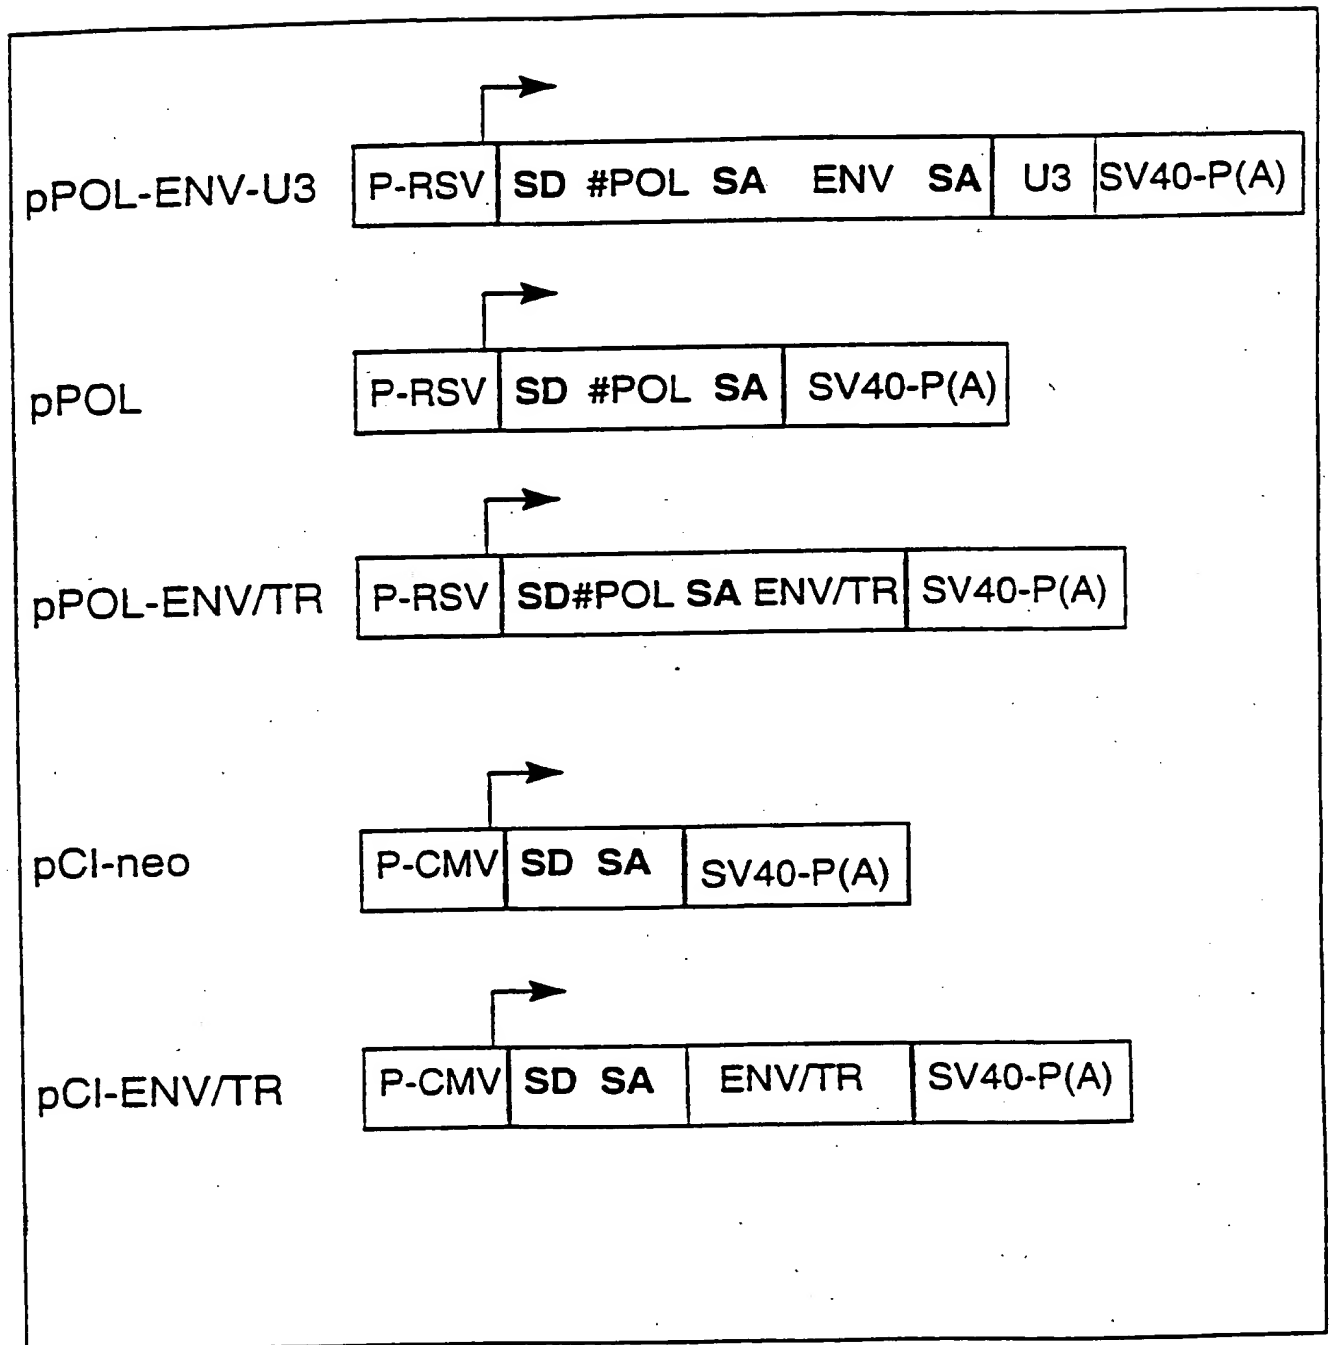 pPOL-ENV-U3 P-RSV SD #POL SA ENV SA U3 SV40-P(A)
pPOL P-RSV SD #POL SA SV40-P(A)
pPOL-ENV/TR P-RSV SD#POL SA ENV/TR SV40-P(A)
pCI-neo P-CMV SD SA SV40-P(A)
pCI-ENV/TR P-CMV SD SA ENV/TR SV40-P(A)